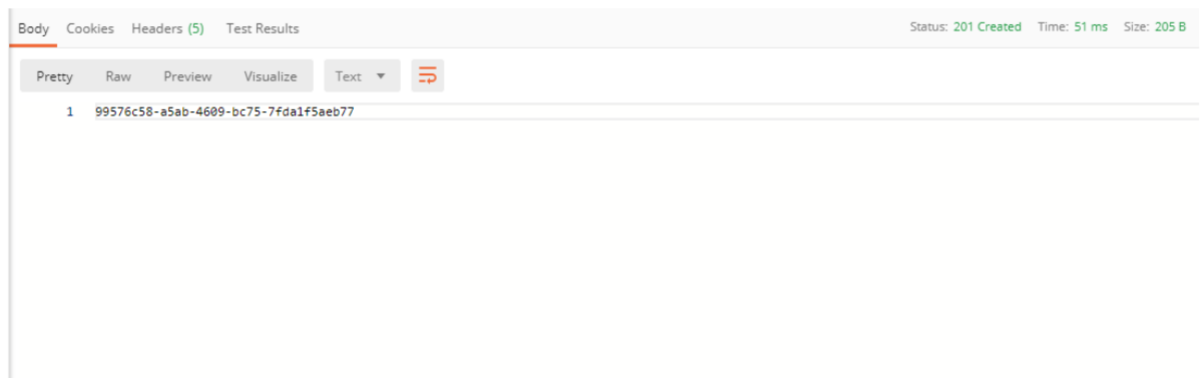 Body Cookies Headers (5) Test Results Status: 201 Created Time: 51 ms Size: 205 B
Pretty Raw Preview Visualize Text
1 99576c58-a5ab-4609-bc75-7fda1f5aeb77